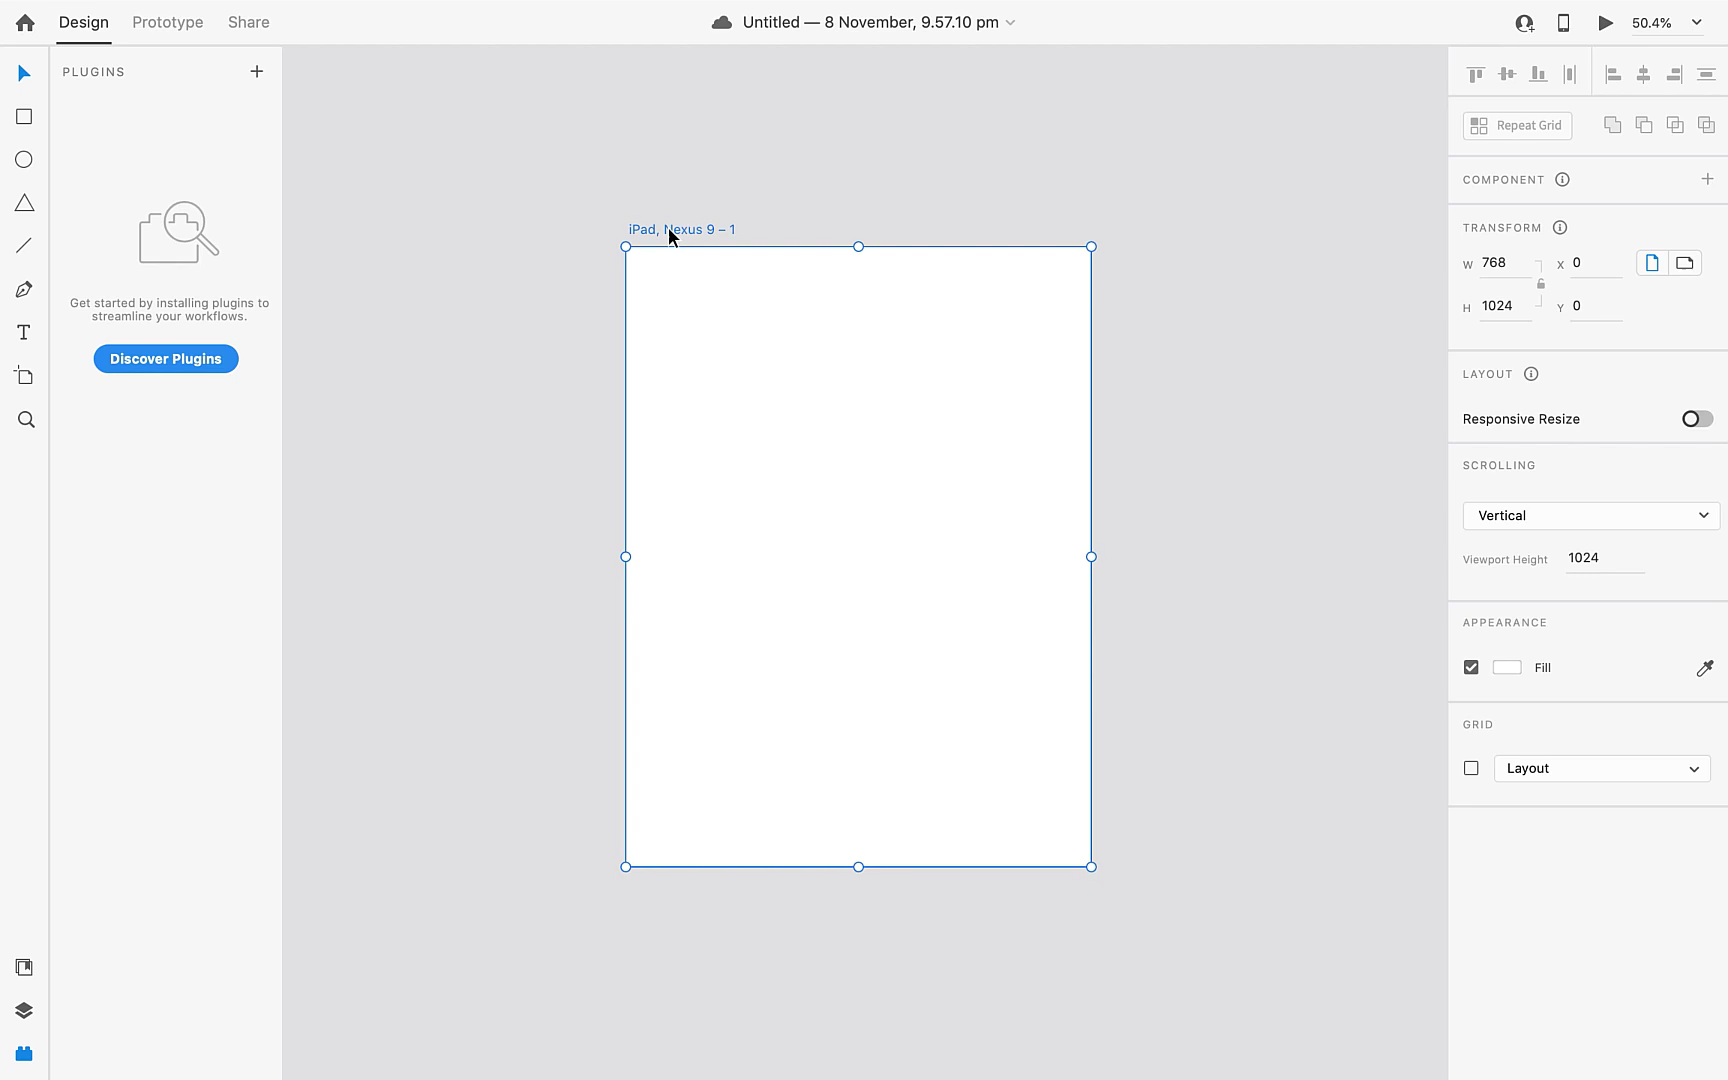 Design
Prototype
Share
Untitled — 8 November, 9.57.10 pm
50.4%
PLUGINS
Get started by installing plugins to
streamline your workflows.
Discover Plugins
T
iPad, Nexus 9 – 1
Repeat Grid
COMPONENT
TRANSFORM
W 768 X 0
H 1024 Y 0
LAYOUT
Responsive Resize
SCROLLING
Vertical
Viewport Height 1024
APPEARANCE
Fill
GRID
Layout